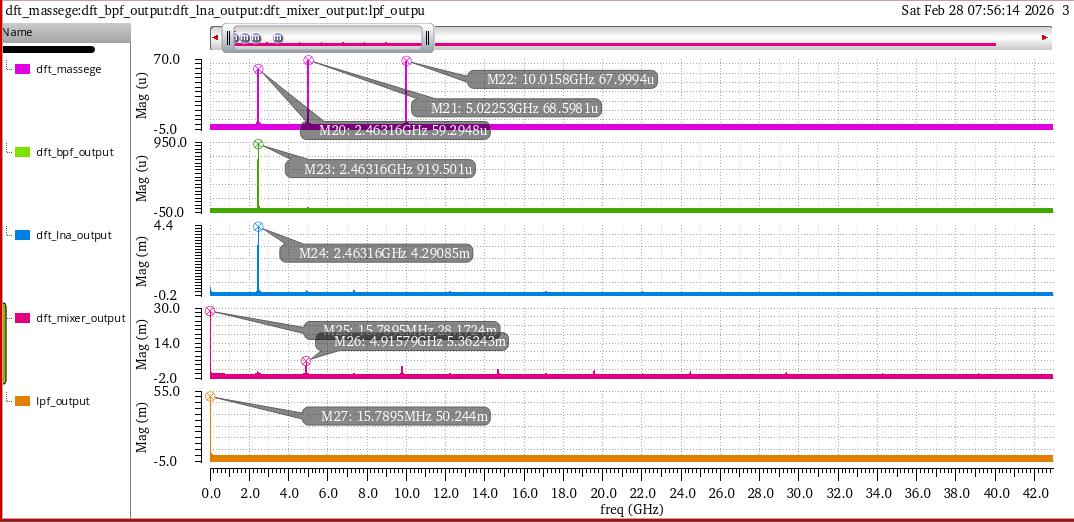 dft_massege:dft_bpf_output:dft_lna_output:dft_mixer_output:lpf_outpu
Sat Feb 28 07:56:14 2026 3
Name
dft_massege
70.0
Mag (u)
-5.0
M22: 10.0158GHz 67.9994u
M21: 5.02253GHz 68.5981u
M20: 2.46316GHz 59.2948u
dft_bpf_output
950.0
Mag (u)
-50.0
M23: 2.46316GHz 919.501u
dft_lna_output
4.4
Mag (m)
-0.2
M24: 2.46316GHz 4.29085m
dft_mixer_output
30.0
14.0
Mag (m)
-2.0
M25: 15.7895MHz 28.1724m
M26: 4.91579GHz 5.36243m
lpf_output
55.0
Mag (m)
-5.0
M27: 15.7895MHz 50.244m
0.0 2.0 4.0 6.0 8.0 10.0 12.0 14.0 16.0 18.0 20.0 22.0 24.0 26.0 28.0 30.0 32.0 34.0 36.0 38.0 40.0 42.0
freq (GHz)